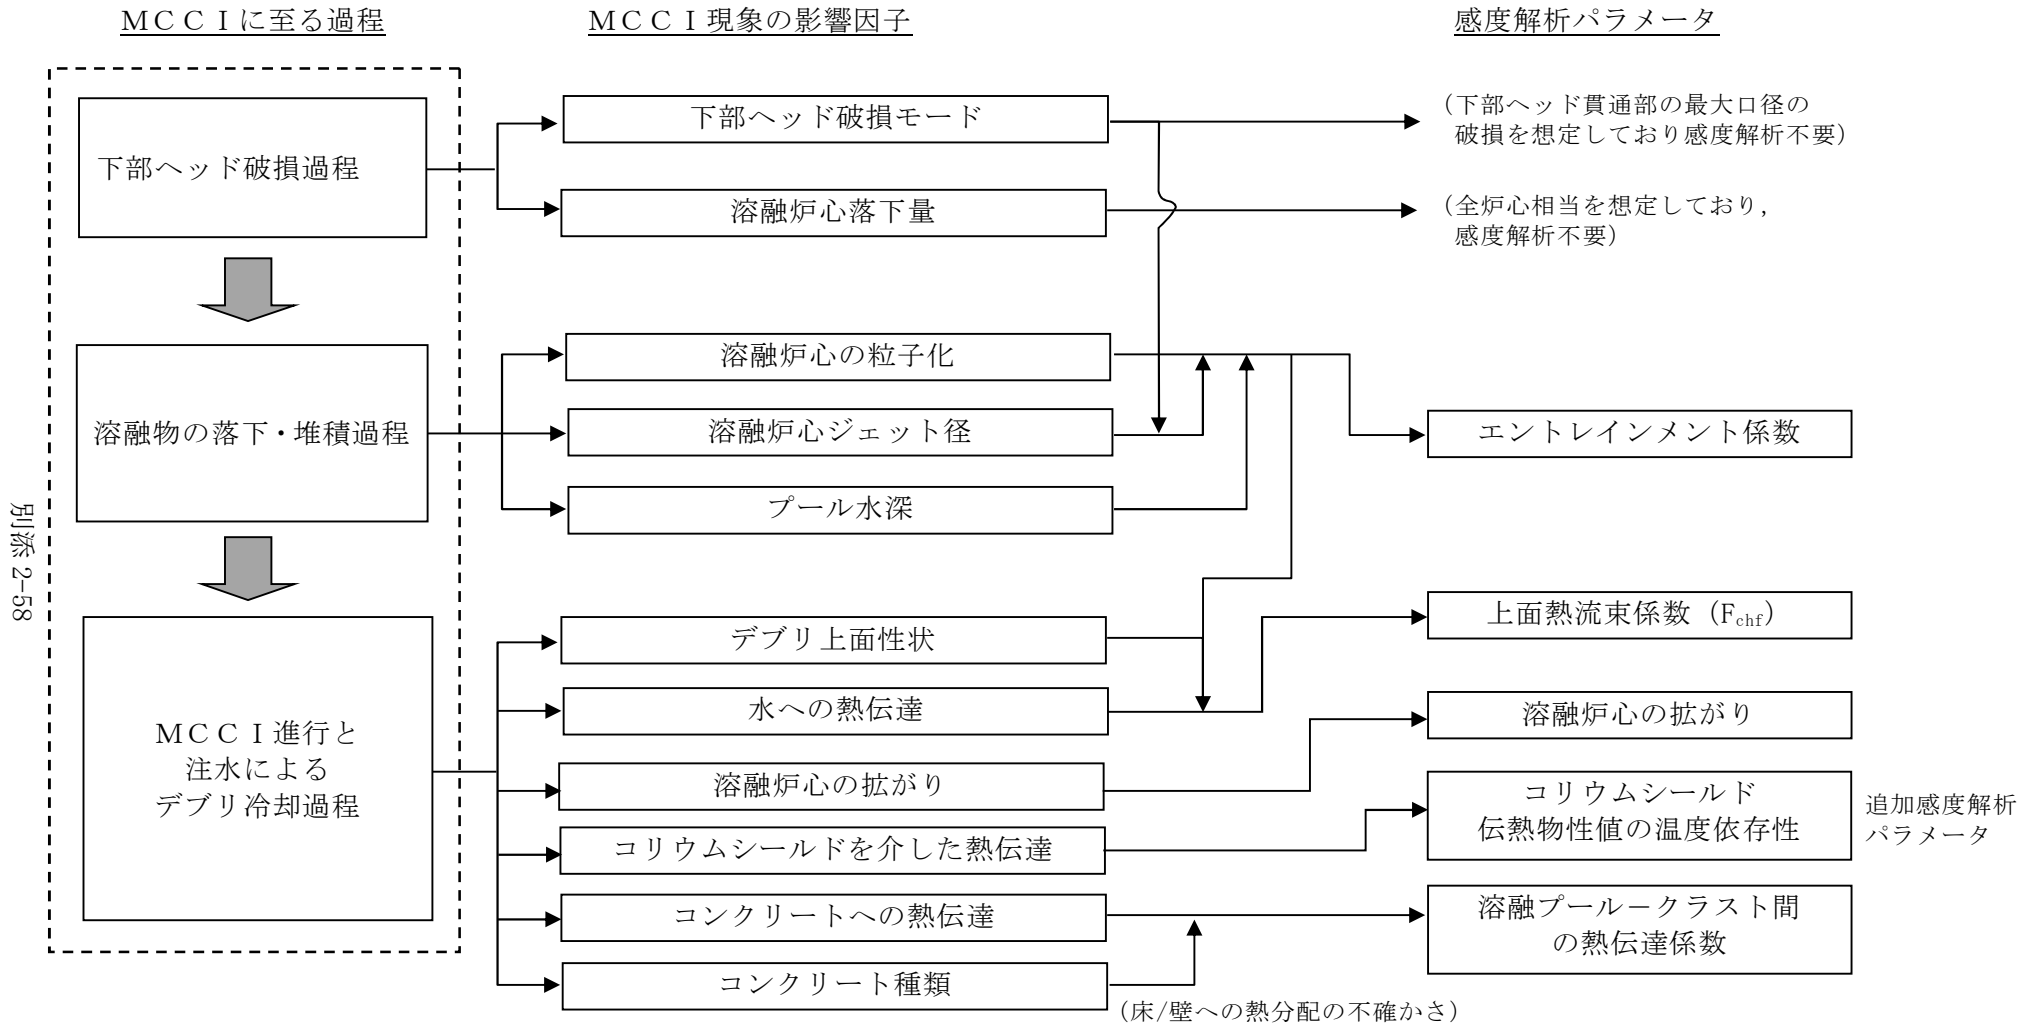 ＭＣＣＩに至る過程
ＭＣＣＩ現象の影響因子
感度解析パラメータ
下部ヘッド破損過程
溶融物の落下・堆積過程
ＭＣＣＩ進行と
注水による
デブリ冷却過程
下部ヘッド破損モード
溶融炉心落下量
溶融炉心の粒子化
溶融炉心ジェット径
プール水深
デブリ上面性状
水への熱伝達
溶融炉心の拡がり
コリウムシールドを介した熱伝達
コンクリートへの熱伝達
コンクリート種類
（床/壁への熱分配の不確かさ）
（下部ヘッド貫通部の最大口径の
破損を想定しており感度解析不要）
（全炉心相当を想定しており，
感度解析不要）
エントレインメント係数
上面熱流束係数（Fchf）
溶融炉心の拡がり
コリウムシールド
伝熱物性値の温度依存性
追加感度解析
パラメータ
溶融プール－クラスト間
の熱伝達係数
別添 2-58